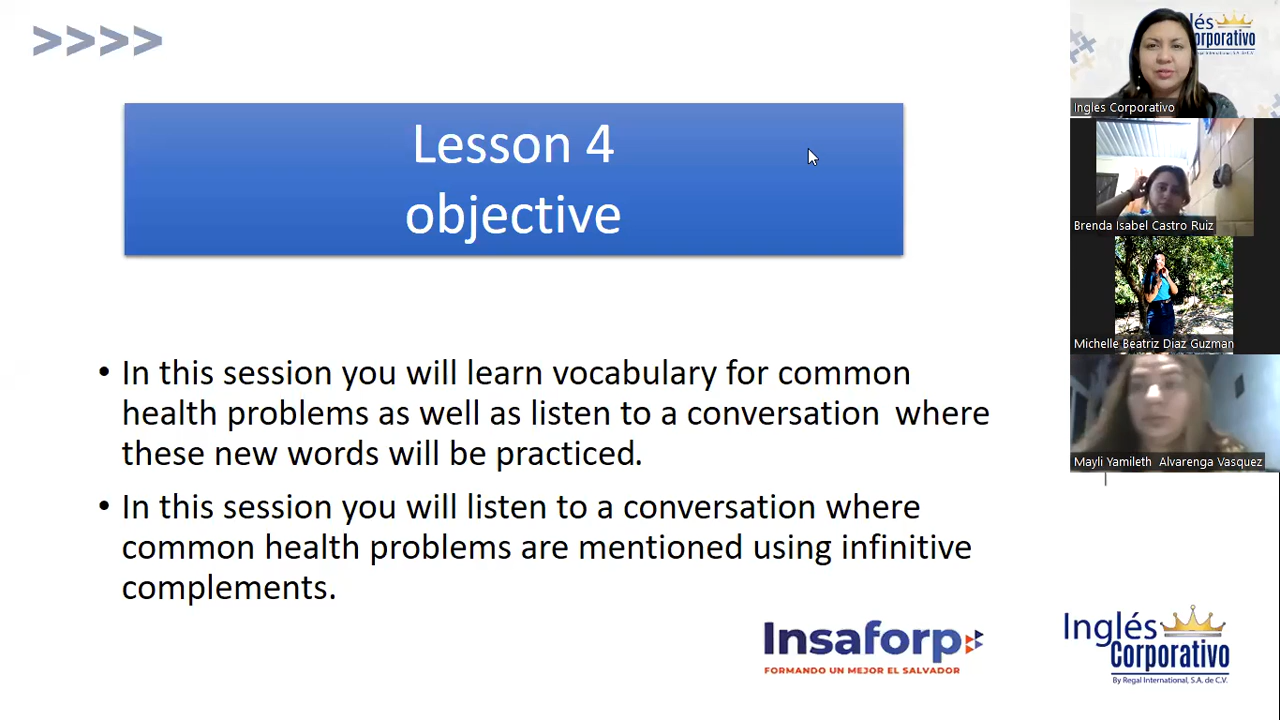 >>>>
Lesson 4
objective
• In this session you will learn vocabulary for common
health problems as well as listen to a conversation where
these new words will be practiced.
• In this session you will listen to a conversation where
common health problems are mentioned using infinitive
complements.
Insaforp
FORMANDO UN MEJOR EL SALVADOR
Inglés
Corporativo
By Regal International, S.A. de C.V.
Ingles Corporativo
Brenda Isabel Castro Ruiz
Michelle Beatriz Diaz Guzman
Mayli Yamileth Alvarenga Vasquez